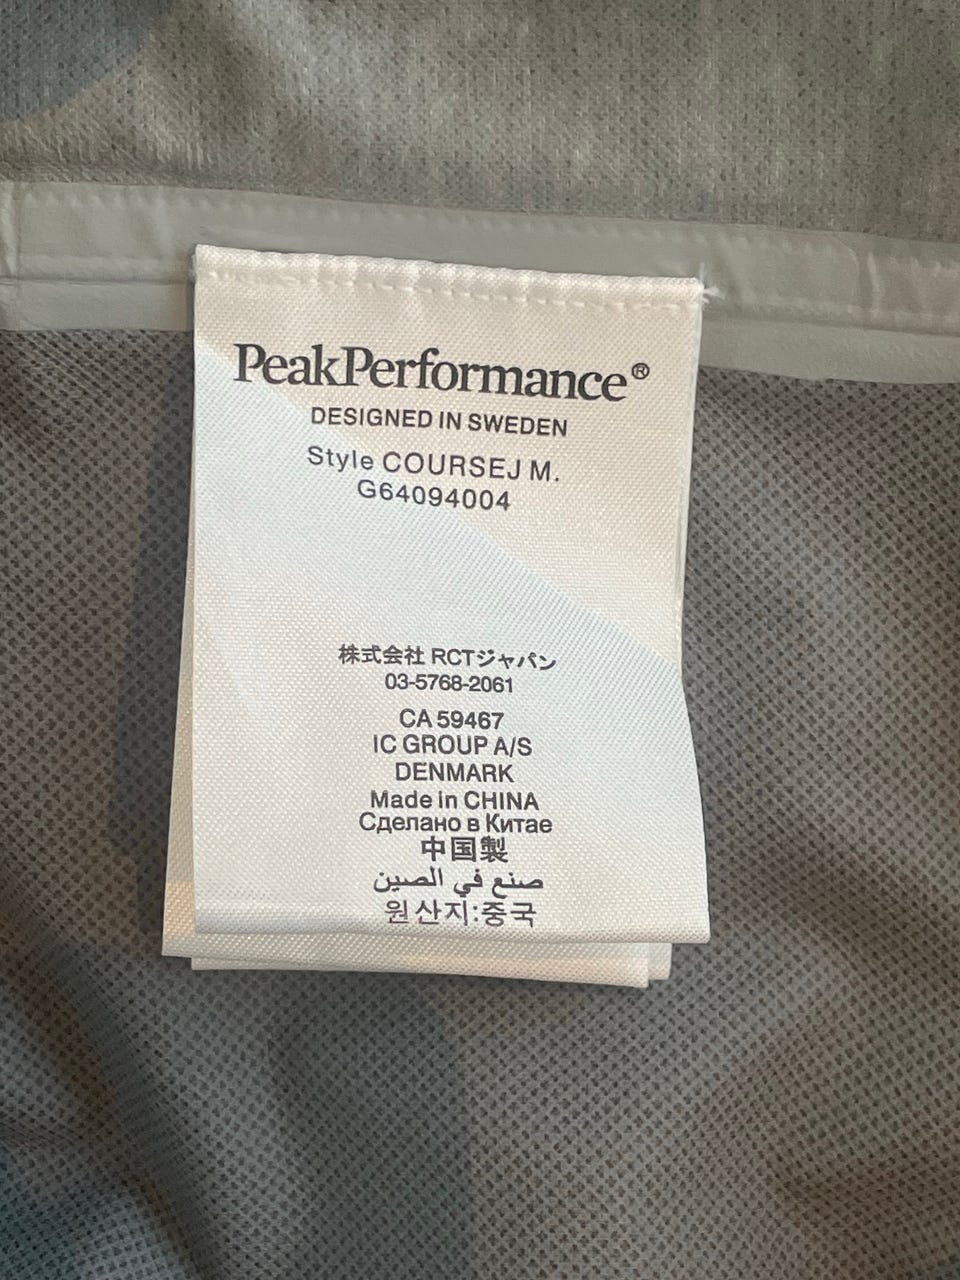 PeakPerformance®
DESIGNED IN SWEDEN
Style COURSEJ M.
G64094004
株式会社 RCTジャパン
03-5768-2061
CA 59467
IC GROUP A/S
DENMARK
Made in CHINA
Сделано в Китае
中国製
صنع في الصين
원산지:중국